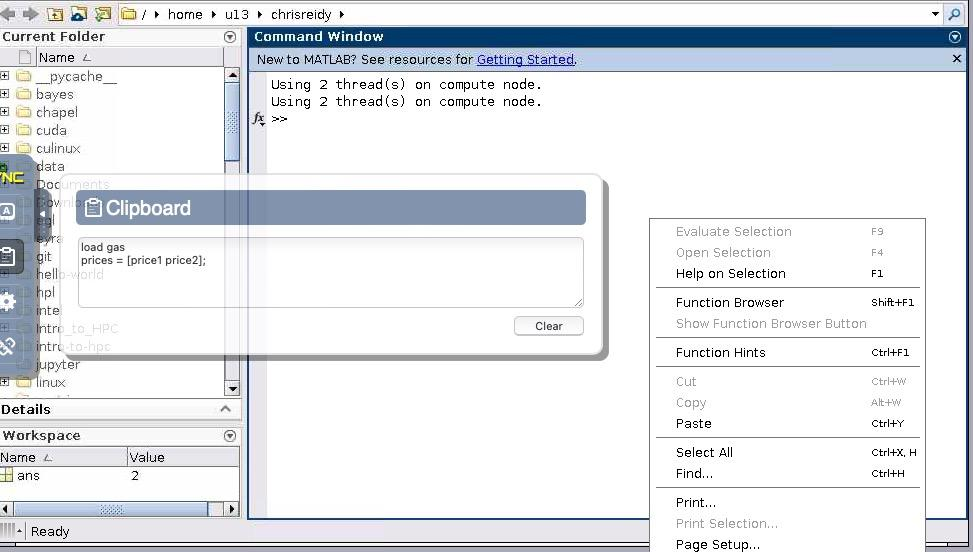 / ▸ home ▸ u13 ▸ chrisreidy ▸
Current Folder
Name
__pycache__
bayes
chapel
cuda
culinux
data
Documents
git
hello-world
hpl
Intro_to_HPC
intro-to-hpc
jupyter
linux
Details
Workspace
Name Value
ans 2
Ready
Command Window
New to MATLAB? See resources for Getting Started.
Using 2 thread(s) on compute node.
Using 2 thread(s) on compute node.
fx >>
Clipboard
load gas
prices = [price1 price2];
Clear
Evaluate Selection F9
Open Selection F4
Help on Selection F1
Function Browser Shift+F1
Show Function Browser Button
Function Hints Ctrl+F1
Cut Ctrl+W
Copy Alt+W
Paste Ctrl+Y
Select All Ctrl+X, H
Find... Ctrl+H
Print...
Print Selection...
Page Setup...